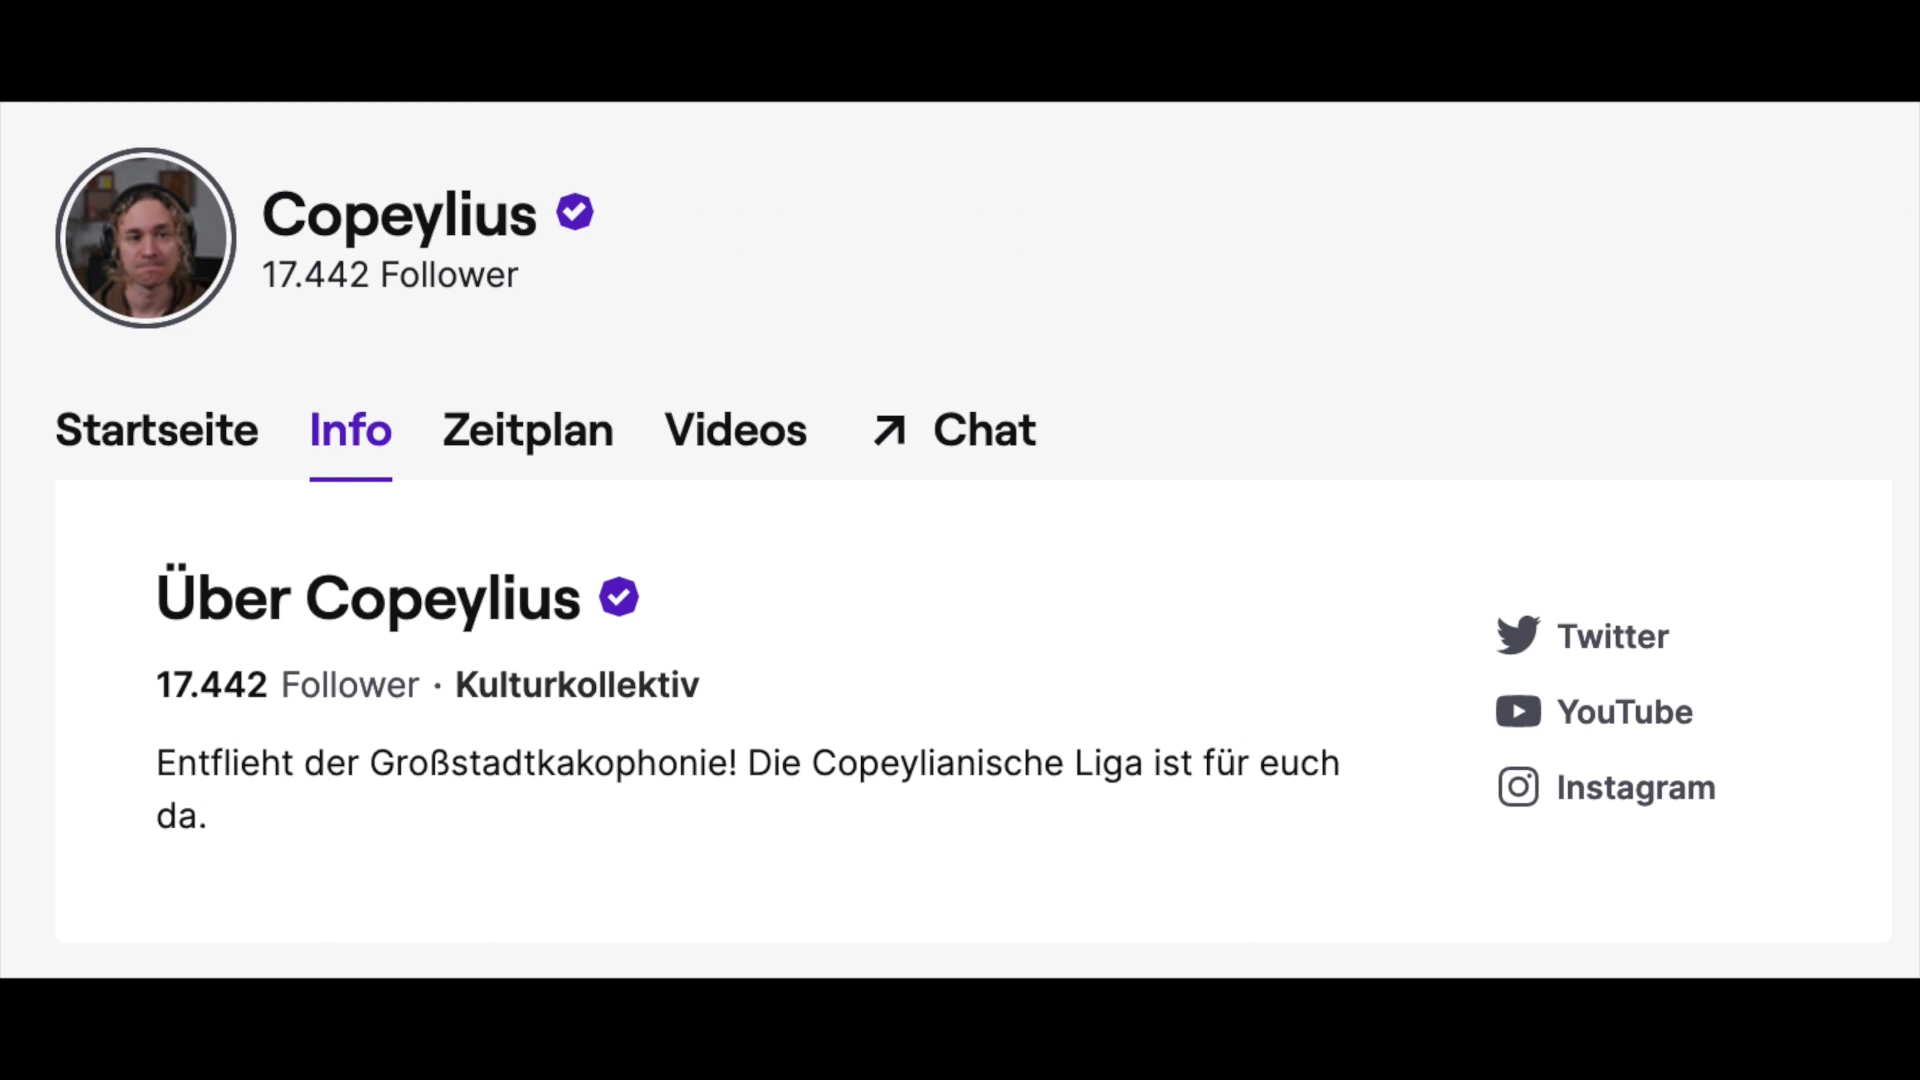 Copeylius
17.442 Follower
Startseite Info Zeitplan Videos Chat
Über Copeylius
17.442 Follower · Kulturkollektiv
Entflieht der Großstadtkakophonie! Die Copeylianische Liga ist für euch
da.
Twitter
YouTube
Instagram